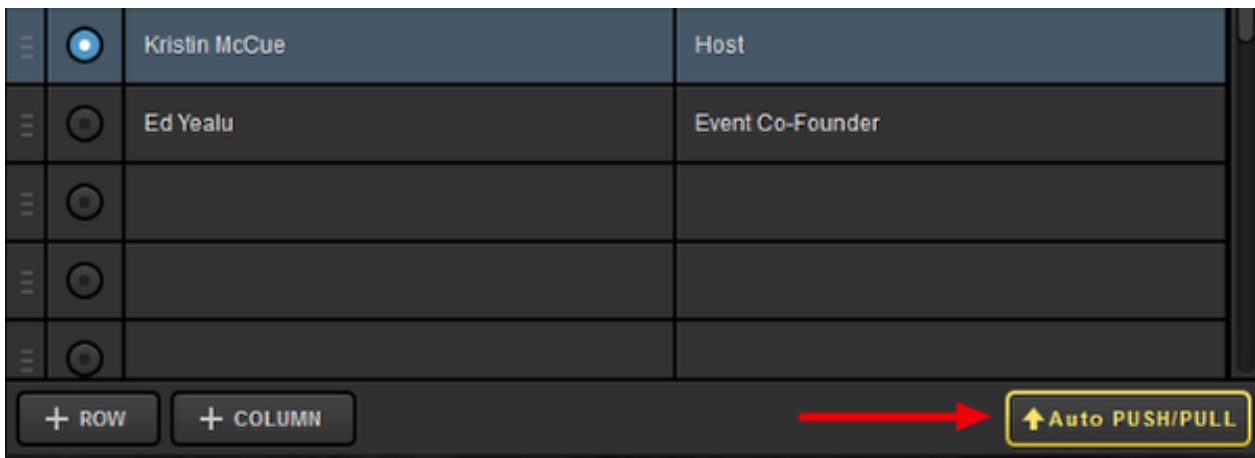 Kristin McCue Host
Ed Yealu Event Co-Founder
+ ROW + COLUMN Auto PUSH/PULL